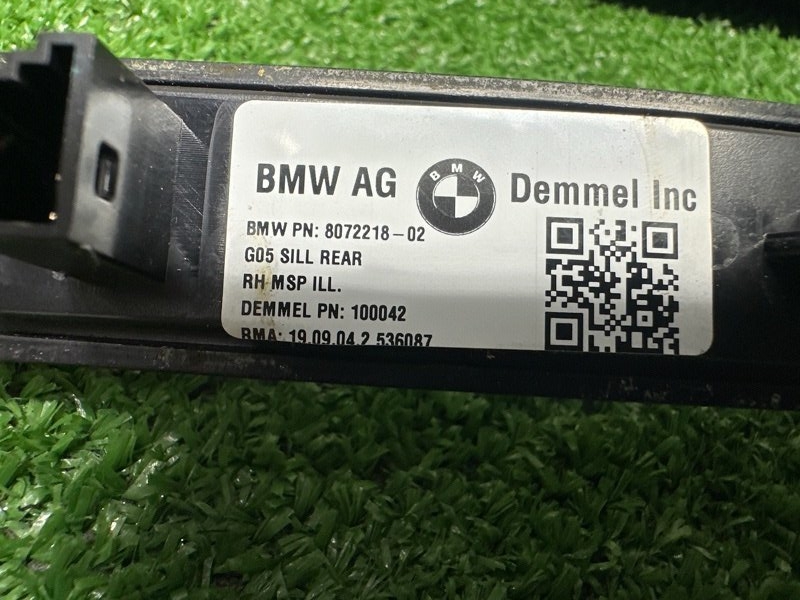 BMW AG BMW Demmel Inc
BMW PN: 8072218-02
G05 SILL REAR
RH MSP ILL.
DEMMEL PN: 100042
RMA: 19.09.04.2 536087